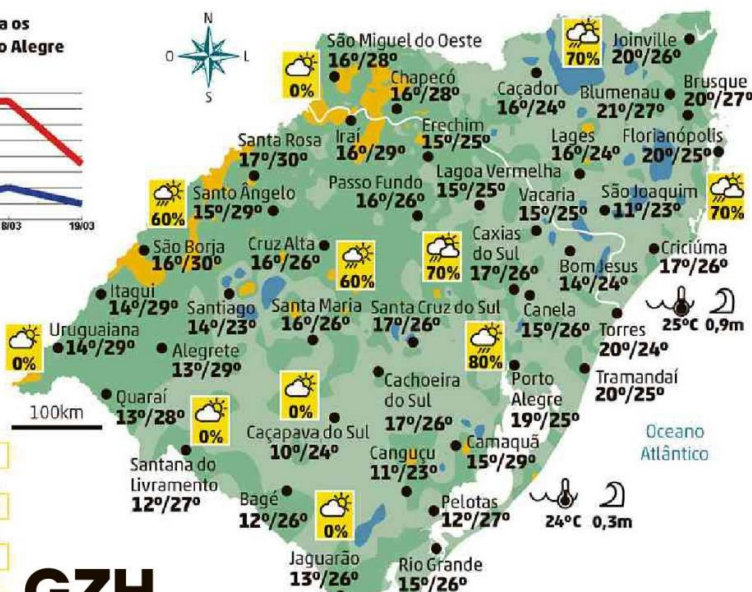 a os
o Alegre
8/03
19/03
N
O
L
S
0%
São Miguel do Oeste
16º/28º
Chapecó
16º/28º
70%
Joinville
20º/26º
Caçador
16º/24º
Blumenau
21º/27º
Brusque
20º/27º
Iraí
16º/29º
Erechim
15º/25º
Lages
16º/24º
Florianópolis
20º/25º
Santa Rosa
17º/30º
Passo Fundo
16º/26º
Lagoa Vermelha
15º/25º
Vacaria
15º/25º
São Joaquim
11º/23º
70%
60%
Santo Ângelo
15º/29º
São Borja
16º/30º
Cruz Alta
16º/26º
60%
70%
Caxias
do Sul
17º/26º
Bom Jesus
14º/24º
Criciúma
17º/26º
Itaqui
14º/29º
Santiago
14º/23º
Santa Maria
16º/26º
Santa Cruz do Sul
17º/26º
Canela
15º/26º
25ºC
0,9m
Torres
20º/24º
0%
Uruguaiana
14º/29º
Alegrete
13º/29º
80%
Porto
Alegre
19º/25º
Tramandaí
20º/25º
Quaraí
13º/28º
100km
0%
0%
Cachoeira
do Sul
17º/26º
Caçapava do Sul
10º/24º
Canguçu
11º/23º
Camaquã
15º/29º
Oceano
Atlântico
Santana do
Livramento
12º/27º
Bagé
12º/26º
0%
Pelotas
12º/27º
24ºC
0,3m
Jaguarão
13º/26º
Rio Grande
15º/26º
GZH